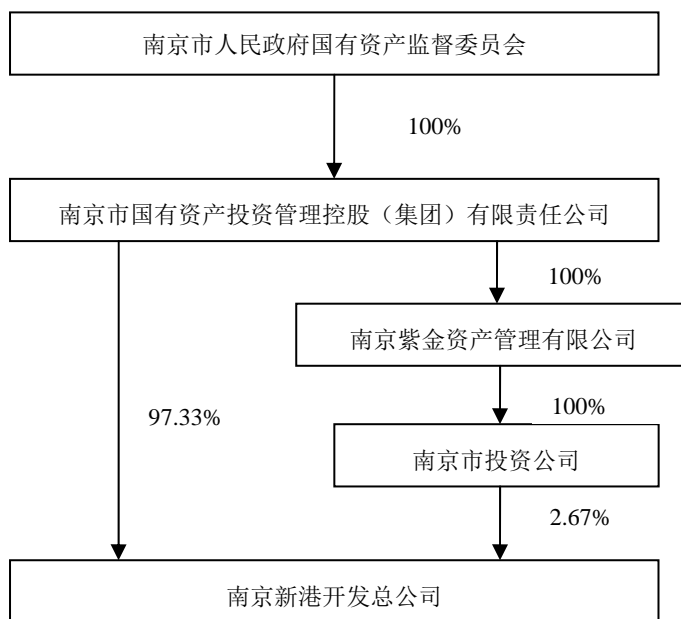 南京市人民政府国有资产监督委员会
100%
南京市国有资产投资管理控股（集团）有限责任公司
100%
南京紫金资产管理有限公司
100%
97.33%
南京市投资公司
2.67%
南京新港开发总公司